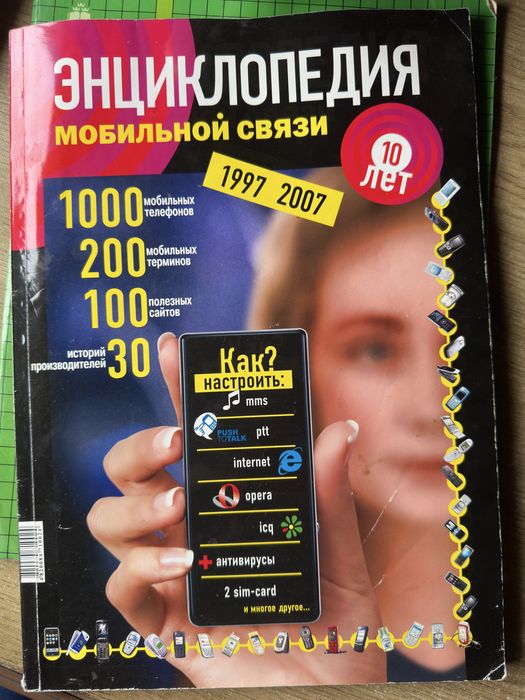 ЭНЦИКЛОПЕДИЯ
МОБИЛЬНОЙ СВЯЗИ
10
лет
1997 2007
1000 мобильных
телефонов
200 мобильных
терминов
100 полезных
сайтов
историй
производителей 30
Как?
настроить:
mms
PUSH
TO TALK
ptt
internet
opera
icq
антивирусы
2 sim-card
и многое другое...